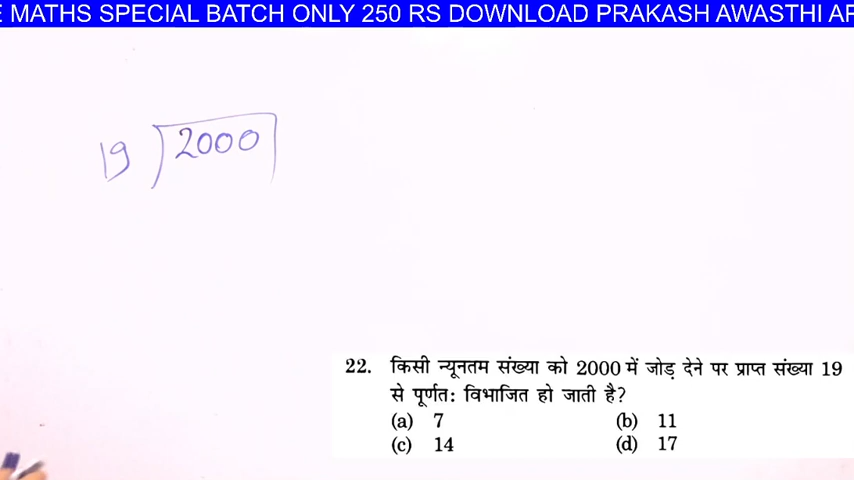 E MATHS SPECIAL BATCH ONLY 250 RS DOWNLOAD PRAKASH AWASTHI AP
19 2000
22. किसी न्यूनतम संख्या को 2000 में जोड़ देने पर प्राप्त संख्या 19
से पूर्णत: विभाजित हो जाती है?
(a) 7 (b) 11
(c) 14 (d) 17